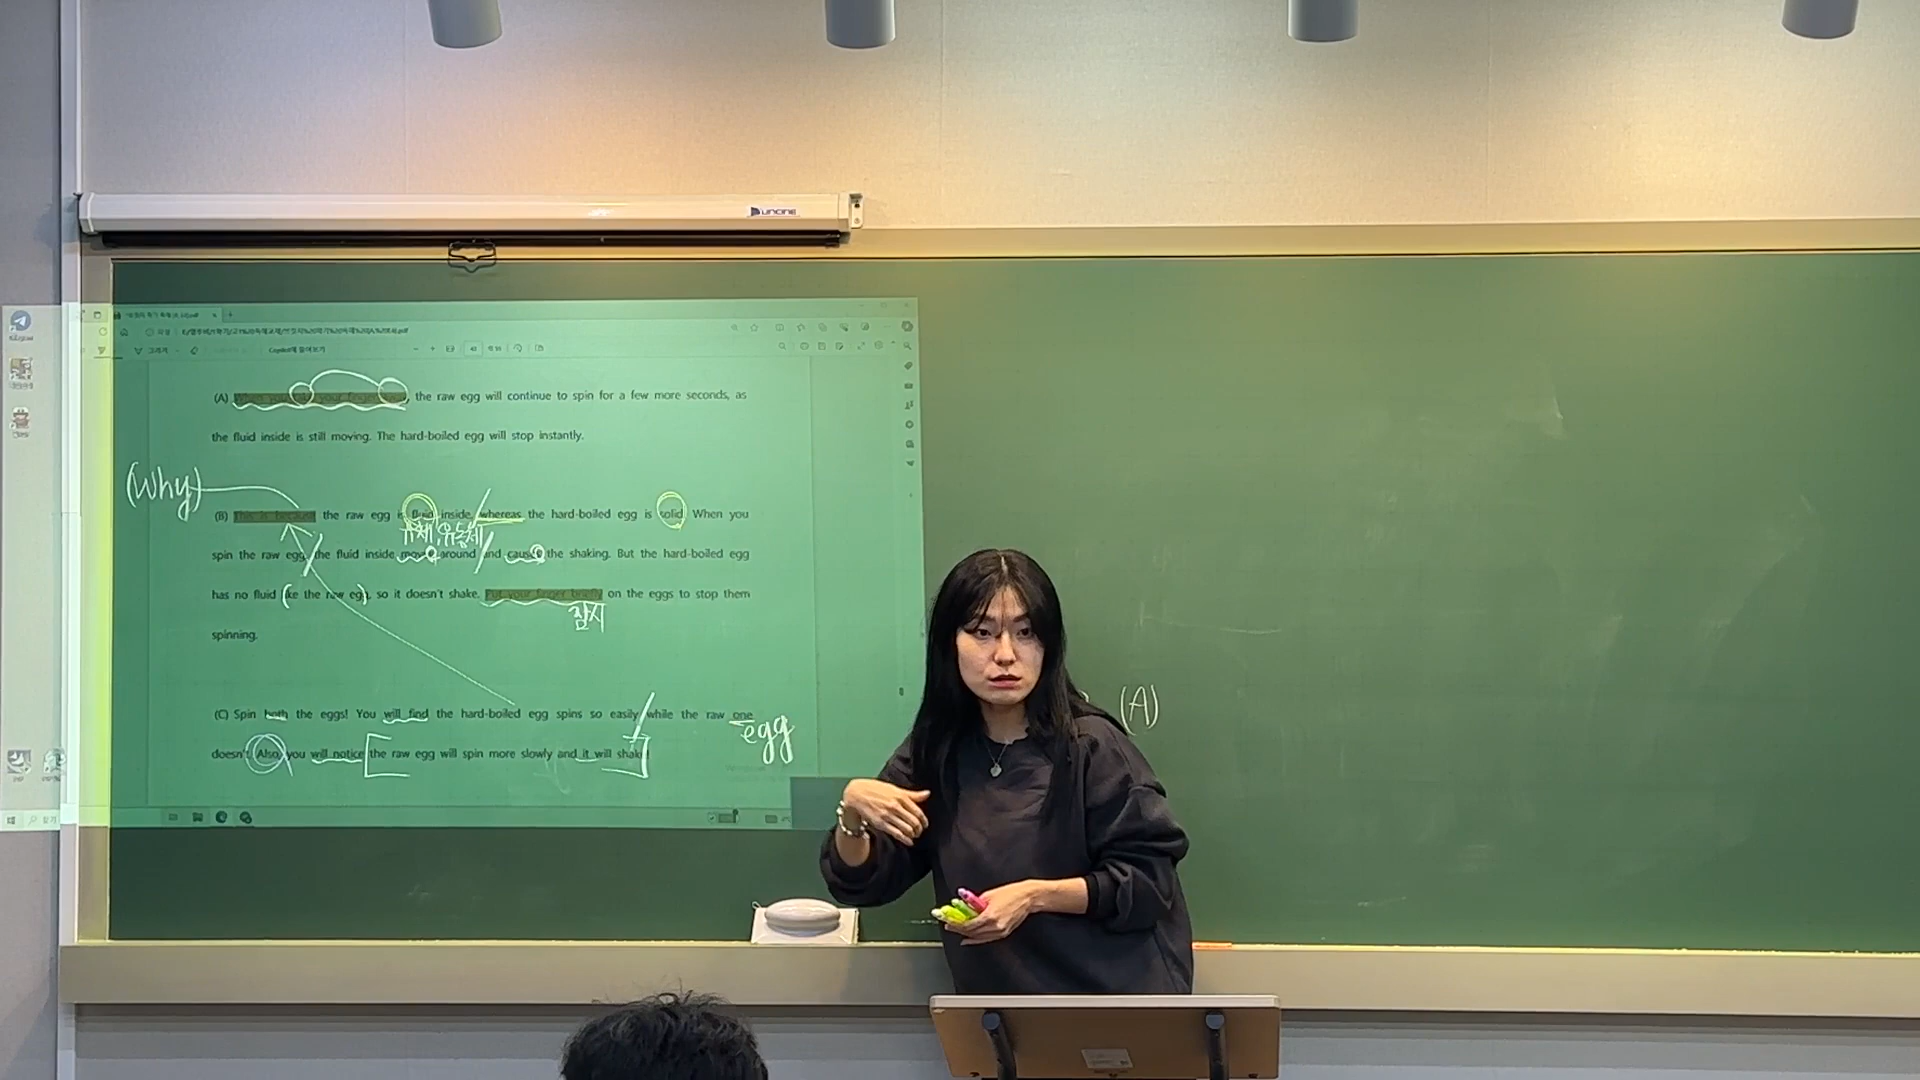 UNCINE
(A) When you take your finger away, the raw egg will continue to spin for a few more seconds, as
the fluid inside is still moving. The hard-boiled egg will stop instantly.
(Why)
(B) This is because the raw egg is fluid inside, whereas the hard-boiled egg is solid. When you
유체, 유동체
spin the raw egg, the fluid inside moves around and causes the shaking. But the hard-boiled egg
has no fluid like the raw egg, so it doesn't shake. Put your finger briefly on the eggs to stop them
잠시
spinning.
(C) Spin both the eggs! You will find the hard-boiled egg spins so easily while the raw one
egg
doesn't. Also, you will notice the raw egg will spin more slowly and it will shake!
(A)